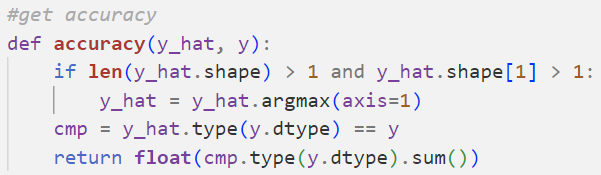 #get accuracy
def accuracy(y_hat, y):
    if len(y_hat.shape) > 1 and y_hat.shape[1] > 1:
        y_hat = y_hat.argmax(axis=1)
    cmp = y_hat.type(y.dtype) == y
    return float(cmp.type(y.dtype).sum())